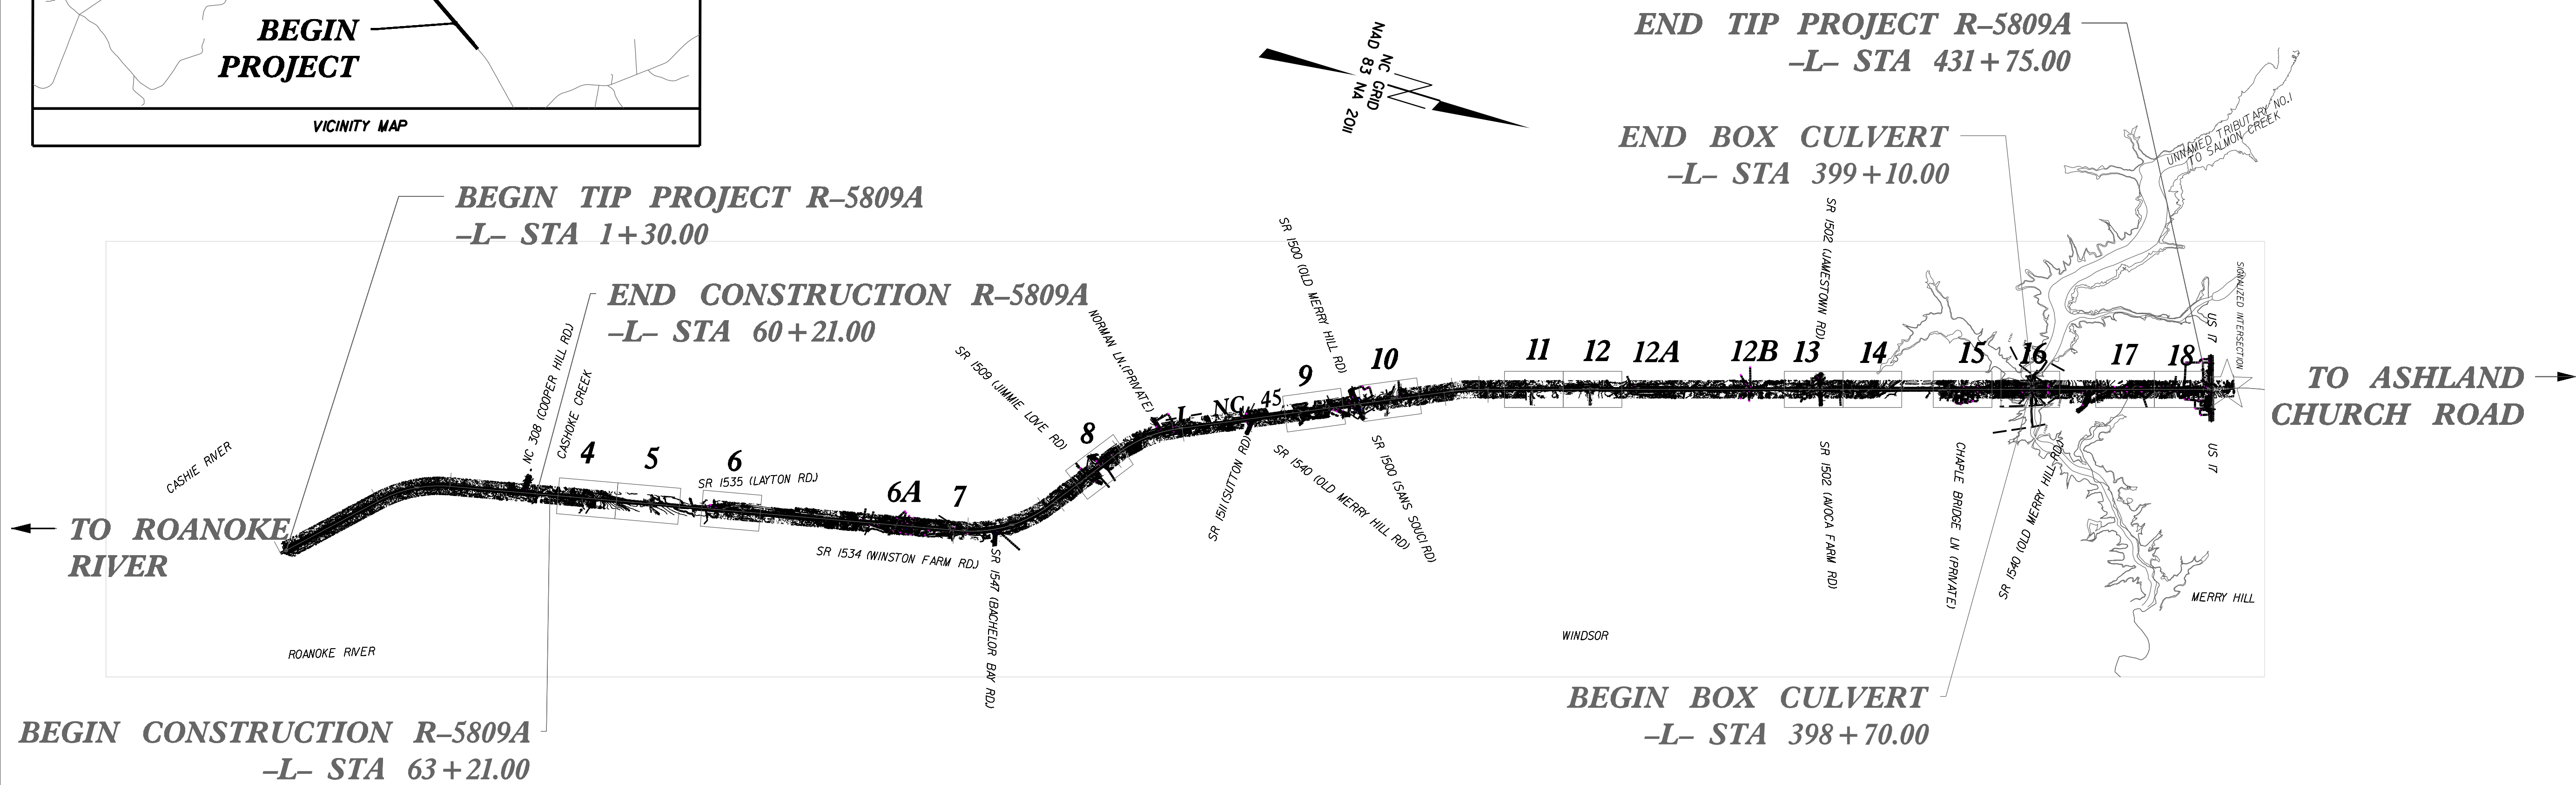 BEGIN
PROJECT
VICINITY MAP
NC GRID
NAD 83 NA 2011
END TIP PROJECT R–5809A
–L– STA 431+75.00
END BOX CULVERT
–L– STA 399+10.00
UNNAMED TRIBUTARY NO.1
TO SALMON CREEK
BEGIN TIP PROJECT R–5809A
–L– STA 1+30.00
END CONSTRUCTION R–5809A
–L– STA 60+21.00
NC 308 (COOPER HILL RD.)
CASHOKE CREEK
CASHIE RIVER
TO ROANOKE
RIVER
ROANOKE RIVER
4
5
6
SR 1535 (LAYTON RD)
6A
7
SR 1534 (WINSTON FARM RD.)
SR 1547 (BACHELOR BAY RD.)
SR 1509 (JIMMIE LOVE RD)
8
NORMAN LN.(PRIVATE)
–L– NC 45
SR 1511(SUTTON RD)
9
SR 1500 (OLD MERRY HILL RD)
10
SR 1540 (OLD MERRY HILL RD)
SR 1500 (SANS SOUCI RD)
11
12
12A
12B
13
14
15
16
17
18
SR 1502 (JAMESTOWN RD)
SR 1502 (AVOCA FARM RD)
CHAPLE BRIDGE LN (PRIVATE)
SR 1540 (OLD MERRY HILL RD)
US 17
US 17
SIGNALIZED INTERSECTION
TO ASHLAND
CHURCH ROAD
MERRY HILL
WINDSOR
BEGIN CONSTRUCTION R–5809A
–L– STA 63+21.00
BEGIN BOX CULVERT
–L– STA 398+70.00